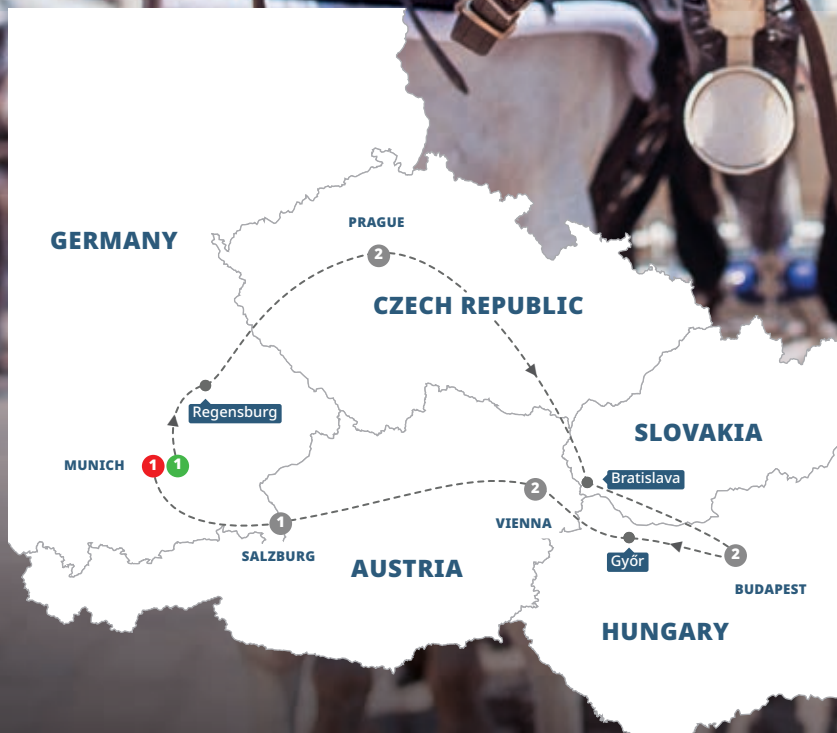 PRAGUE
GERMANY
2
CZECH REPUBLIC
Regensburg
SLOVAKIA
MUNICH
1
1
Bratislava
2
VIENNA
1
SALZBURG
Győr
2
AUSTRIA
BUDAPEST
HUNGARY